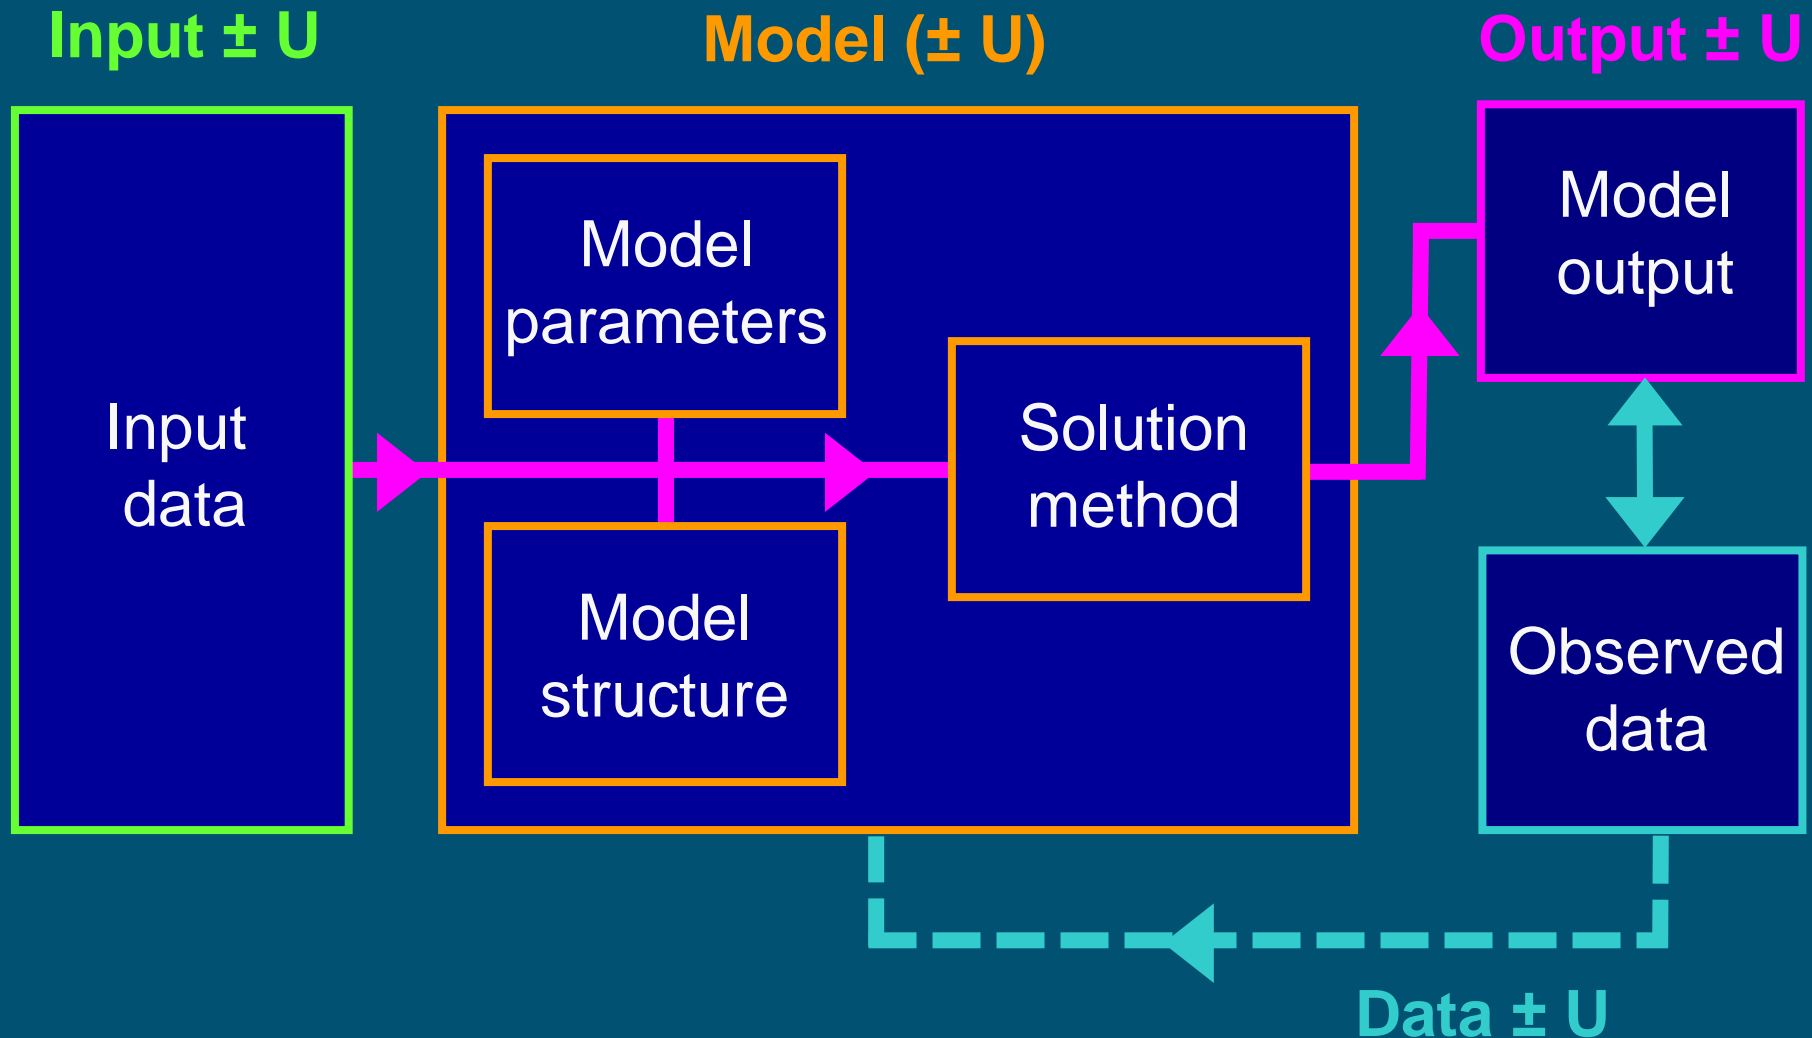 Input ± U
Model (± U)
Output ± U
Input
data
Model
parameters
Model
structure
Solution
method
Model
output
Observed
data
Data ± U